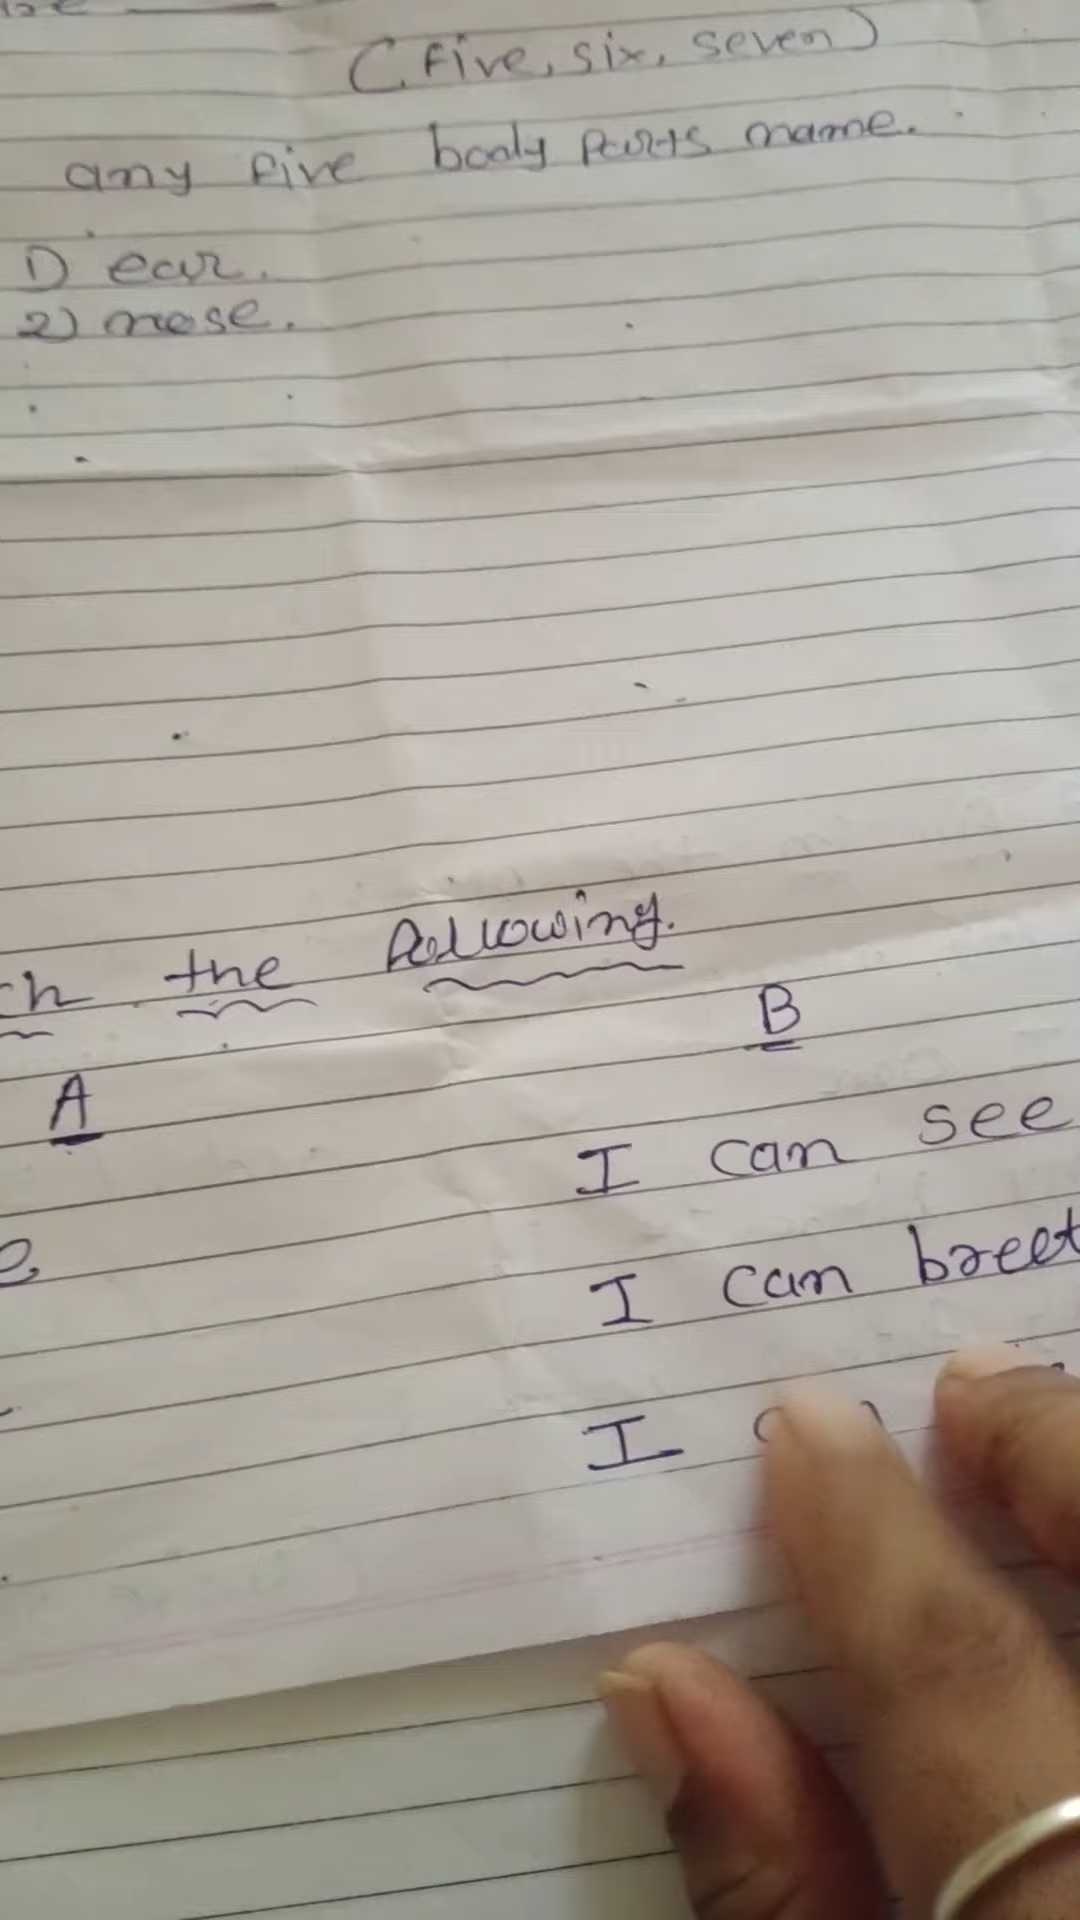 (five, six, seven)
any five body parts name.
1) ear.
2) nose.
the following.
A
B
I can see
I can breet
I